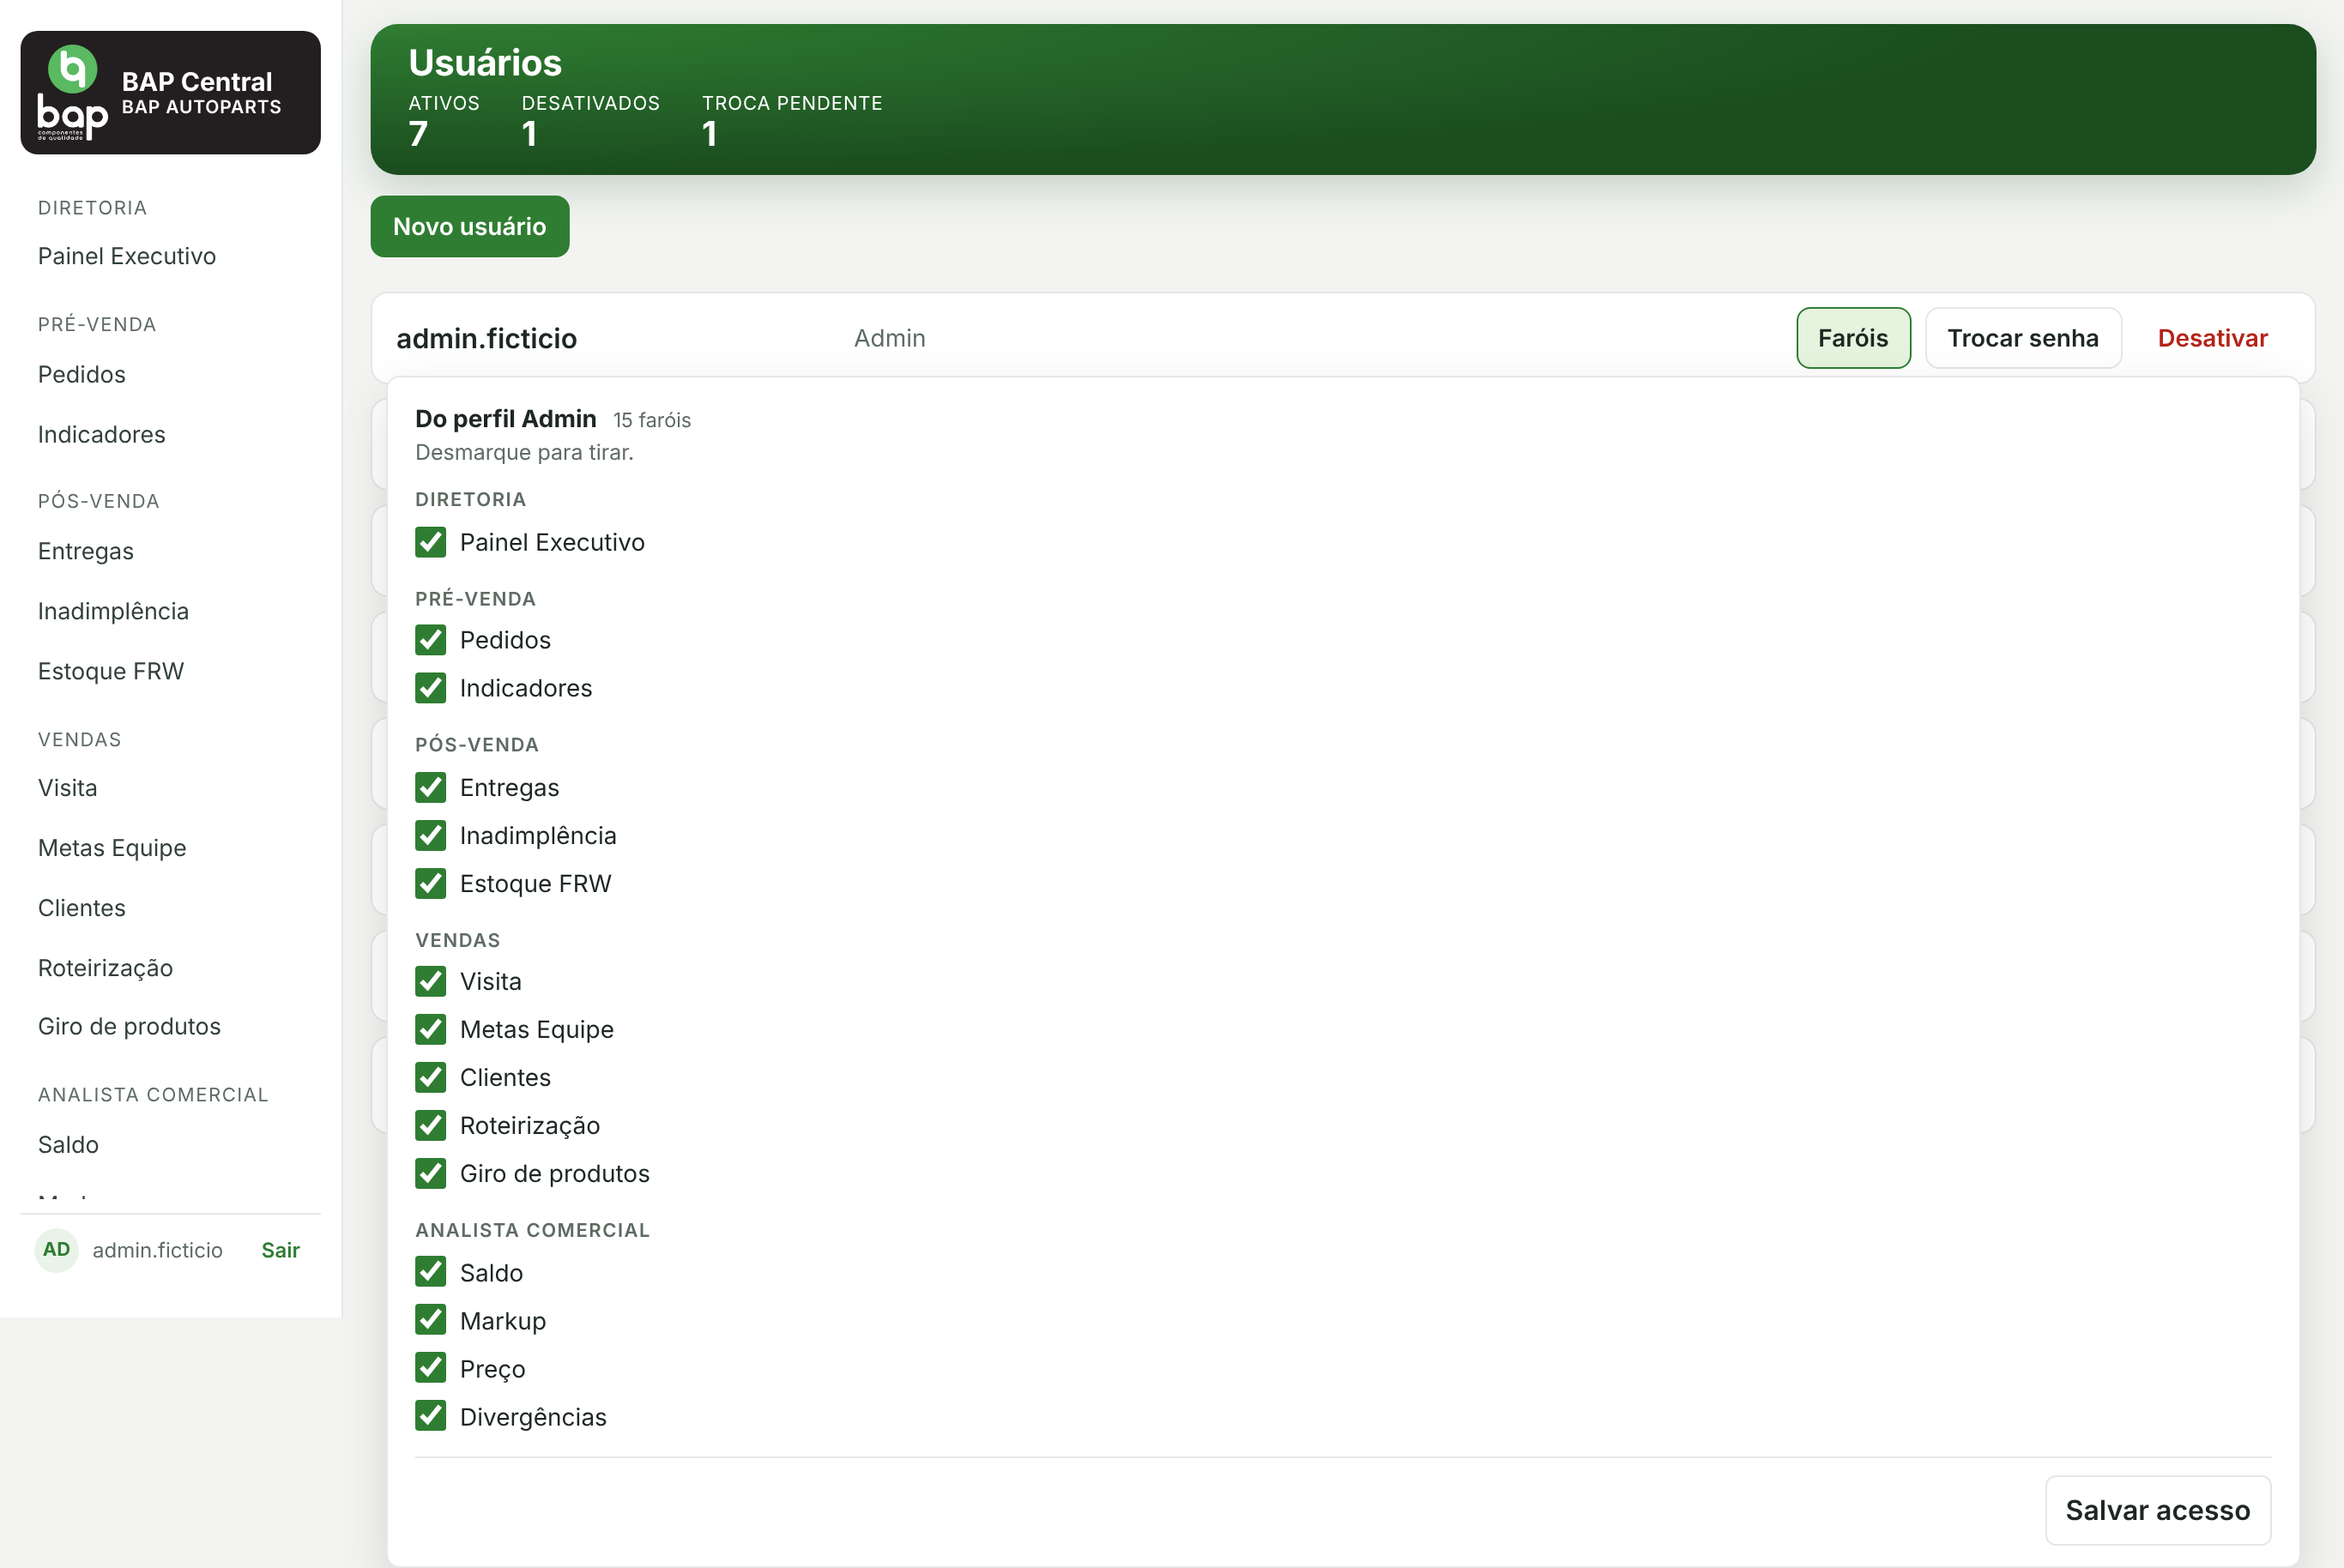 bap
componentes
de qualidade
BAP Central
BAP AUTOPARTS
DIRETORIA
Painel Executivo
PRÉ-VENDA
Pedidos
Indicadores
PÓS-VENDA
Entregas
Inadimplência
Estoque FRW
VENDAS
Visita
Metas Equipe
Clientes
Roteirização
Giro de produtos
ANALISTA COMERCIAL
Saldo
AD admin.ficticio Sair
Usuários
ATIVOS DESATIVADOS TROCA PENDENTE
7 1 1
Novo usuário
admin.ficticio Admin Faróis Trocar senha Desativar
Do perfil Admin 15 faróis
Desmarque para tirar.
DIRETORIA
Painel Executivo
PRÉ-VENDA
Pedidos
Indicadores
PÓS-VENDA
Entregas
Inadimplência
Estoque FRW
VENDAS
Visita
Metas Equipe
Clientes
Roteirização
Giro de produtos
ANALISTA COMERCIAL
Saldo
Markup
Preço
Divergências
Salvar acesso